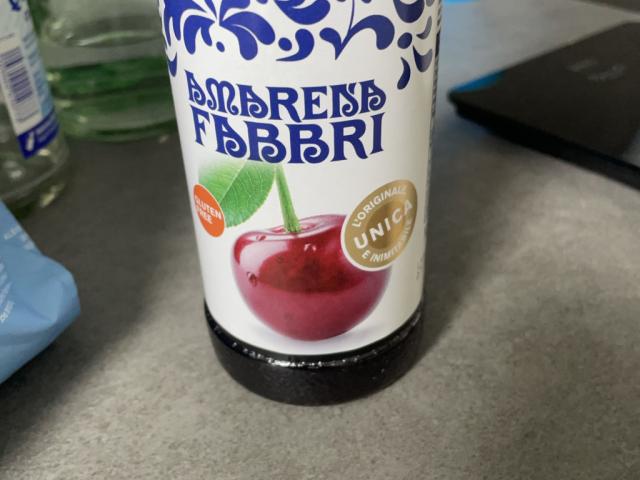 AMARENA
FABBRI
GLUTEN
FREE
L'ORIGINALE
UNICA
E INIMITABILE